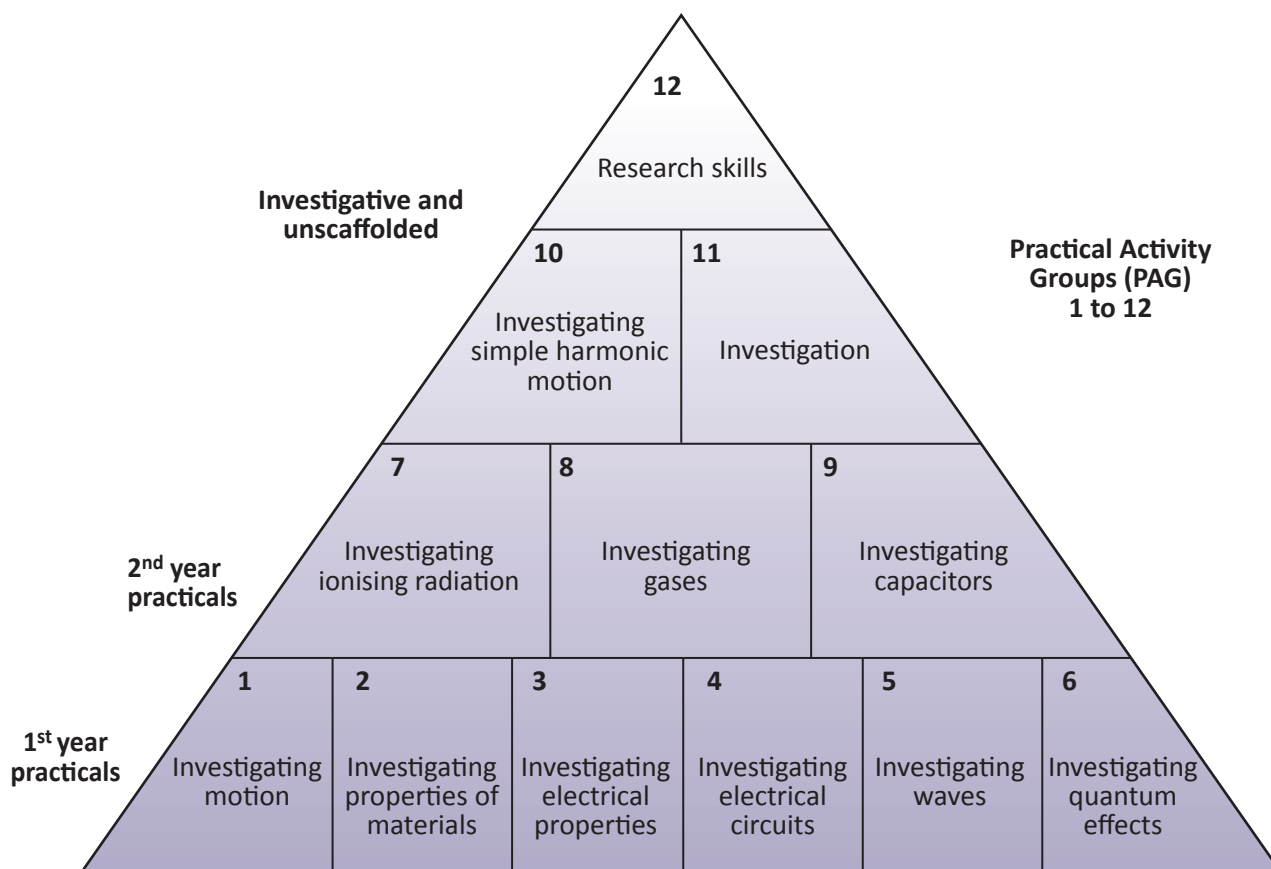 12
Research skills
Investigative and
unscaffolded
Practical Activity
Groups (PAG)
1 to 12
10
Investigating
simple harmonic
motion
11
Investigation
2nd year
practicals
7
Investigating
ionising radiation
8
Investigating
gases
9
Investigating
capacitors
1st year
practicals
1
Investigating
motion
2
Investigating
properties of
materials
3
Investigating
electrical
properties
4
Investigating
electrical
circuits
5
Investigating
waves
6
Investigating
quantum
effects